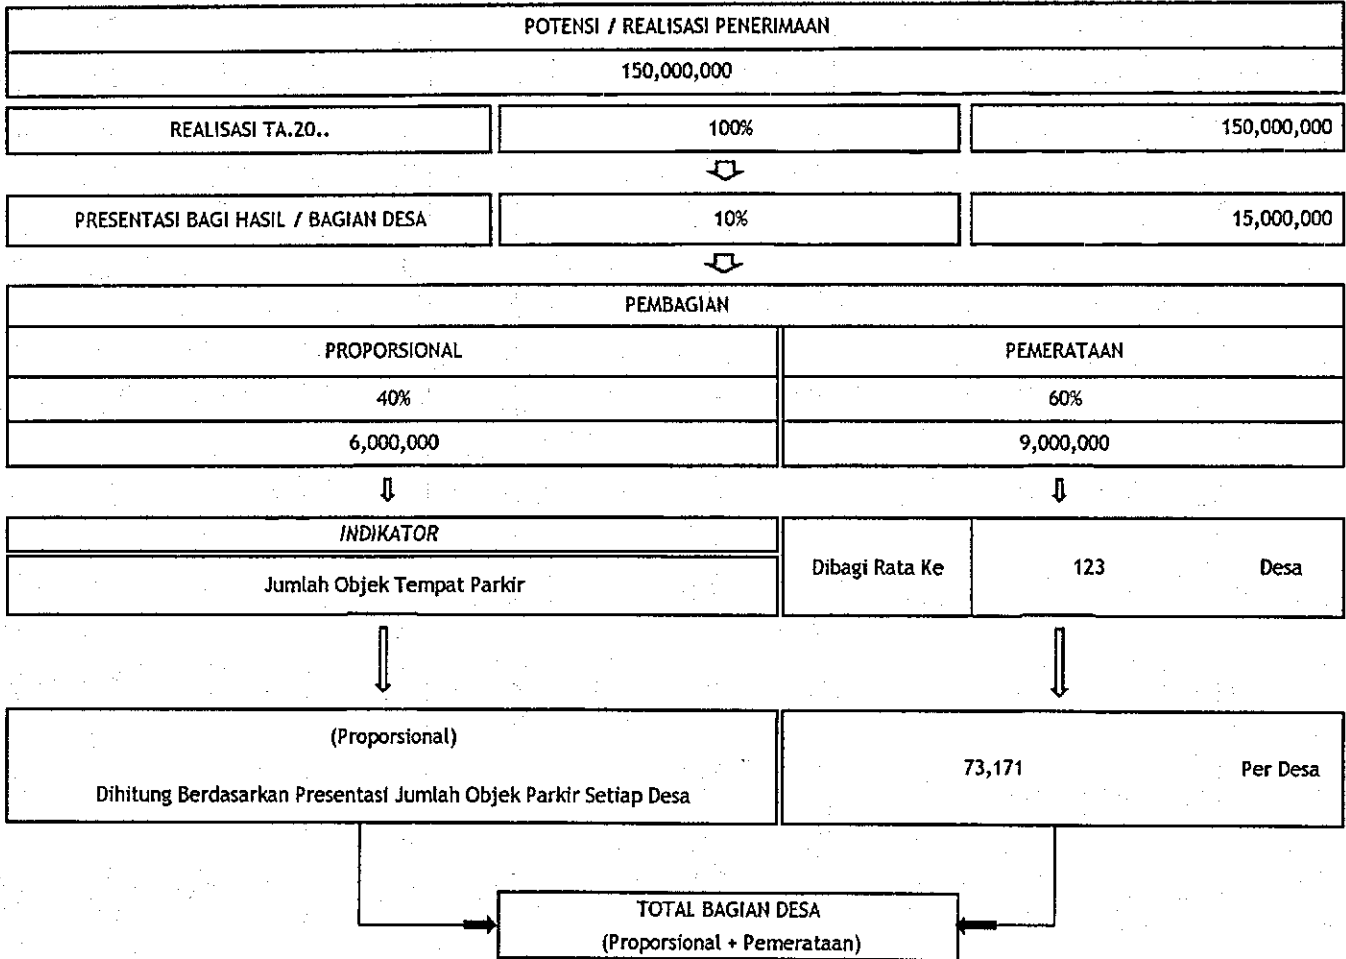 POTENSI / REALISASI PENERIMAAN
150,000,000
REALISASI TA.20.. 100% 150,000,000
PRESENTASI BAGI HASIL / BAGIAN DESA 10% 15,000,000
PEMBAGIAN
PROPORSIONAL PEMERATAAN
40% 60%
6,000,000 9,000,000
INDIKATOR
Jumlah Objek Tempat Parkir
Dibagi Rata Ke 123 Desa
(Proporsional)
Dihitung Berdasarkan Presentasi Jumlah Objek Parkir Setiap Desa
73,171 Per Desa
TOTAL BAGIAN DESA
(Proporsional + Pemerataan)